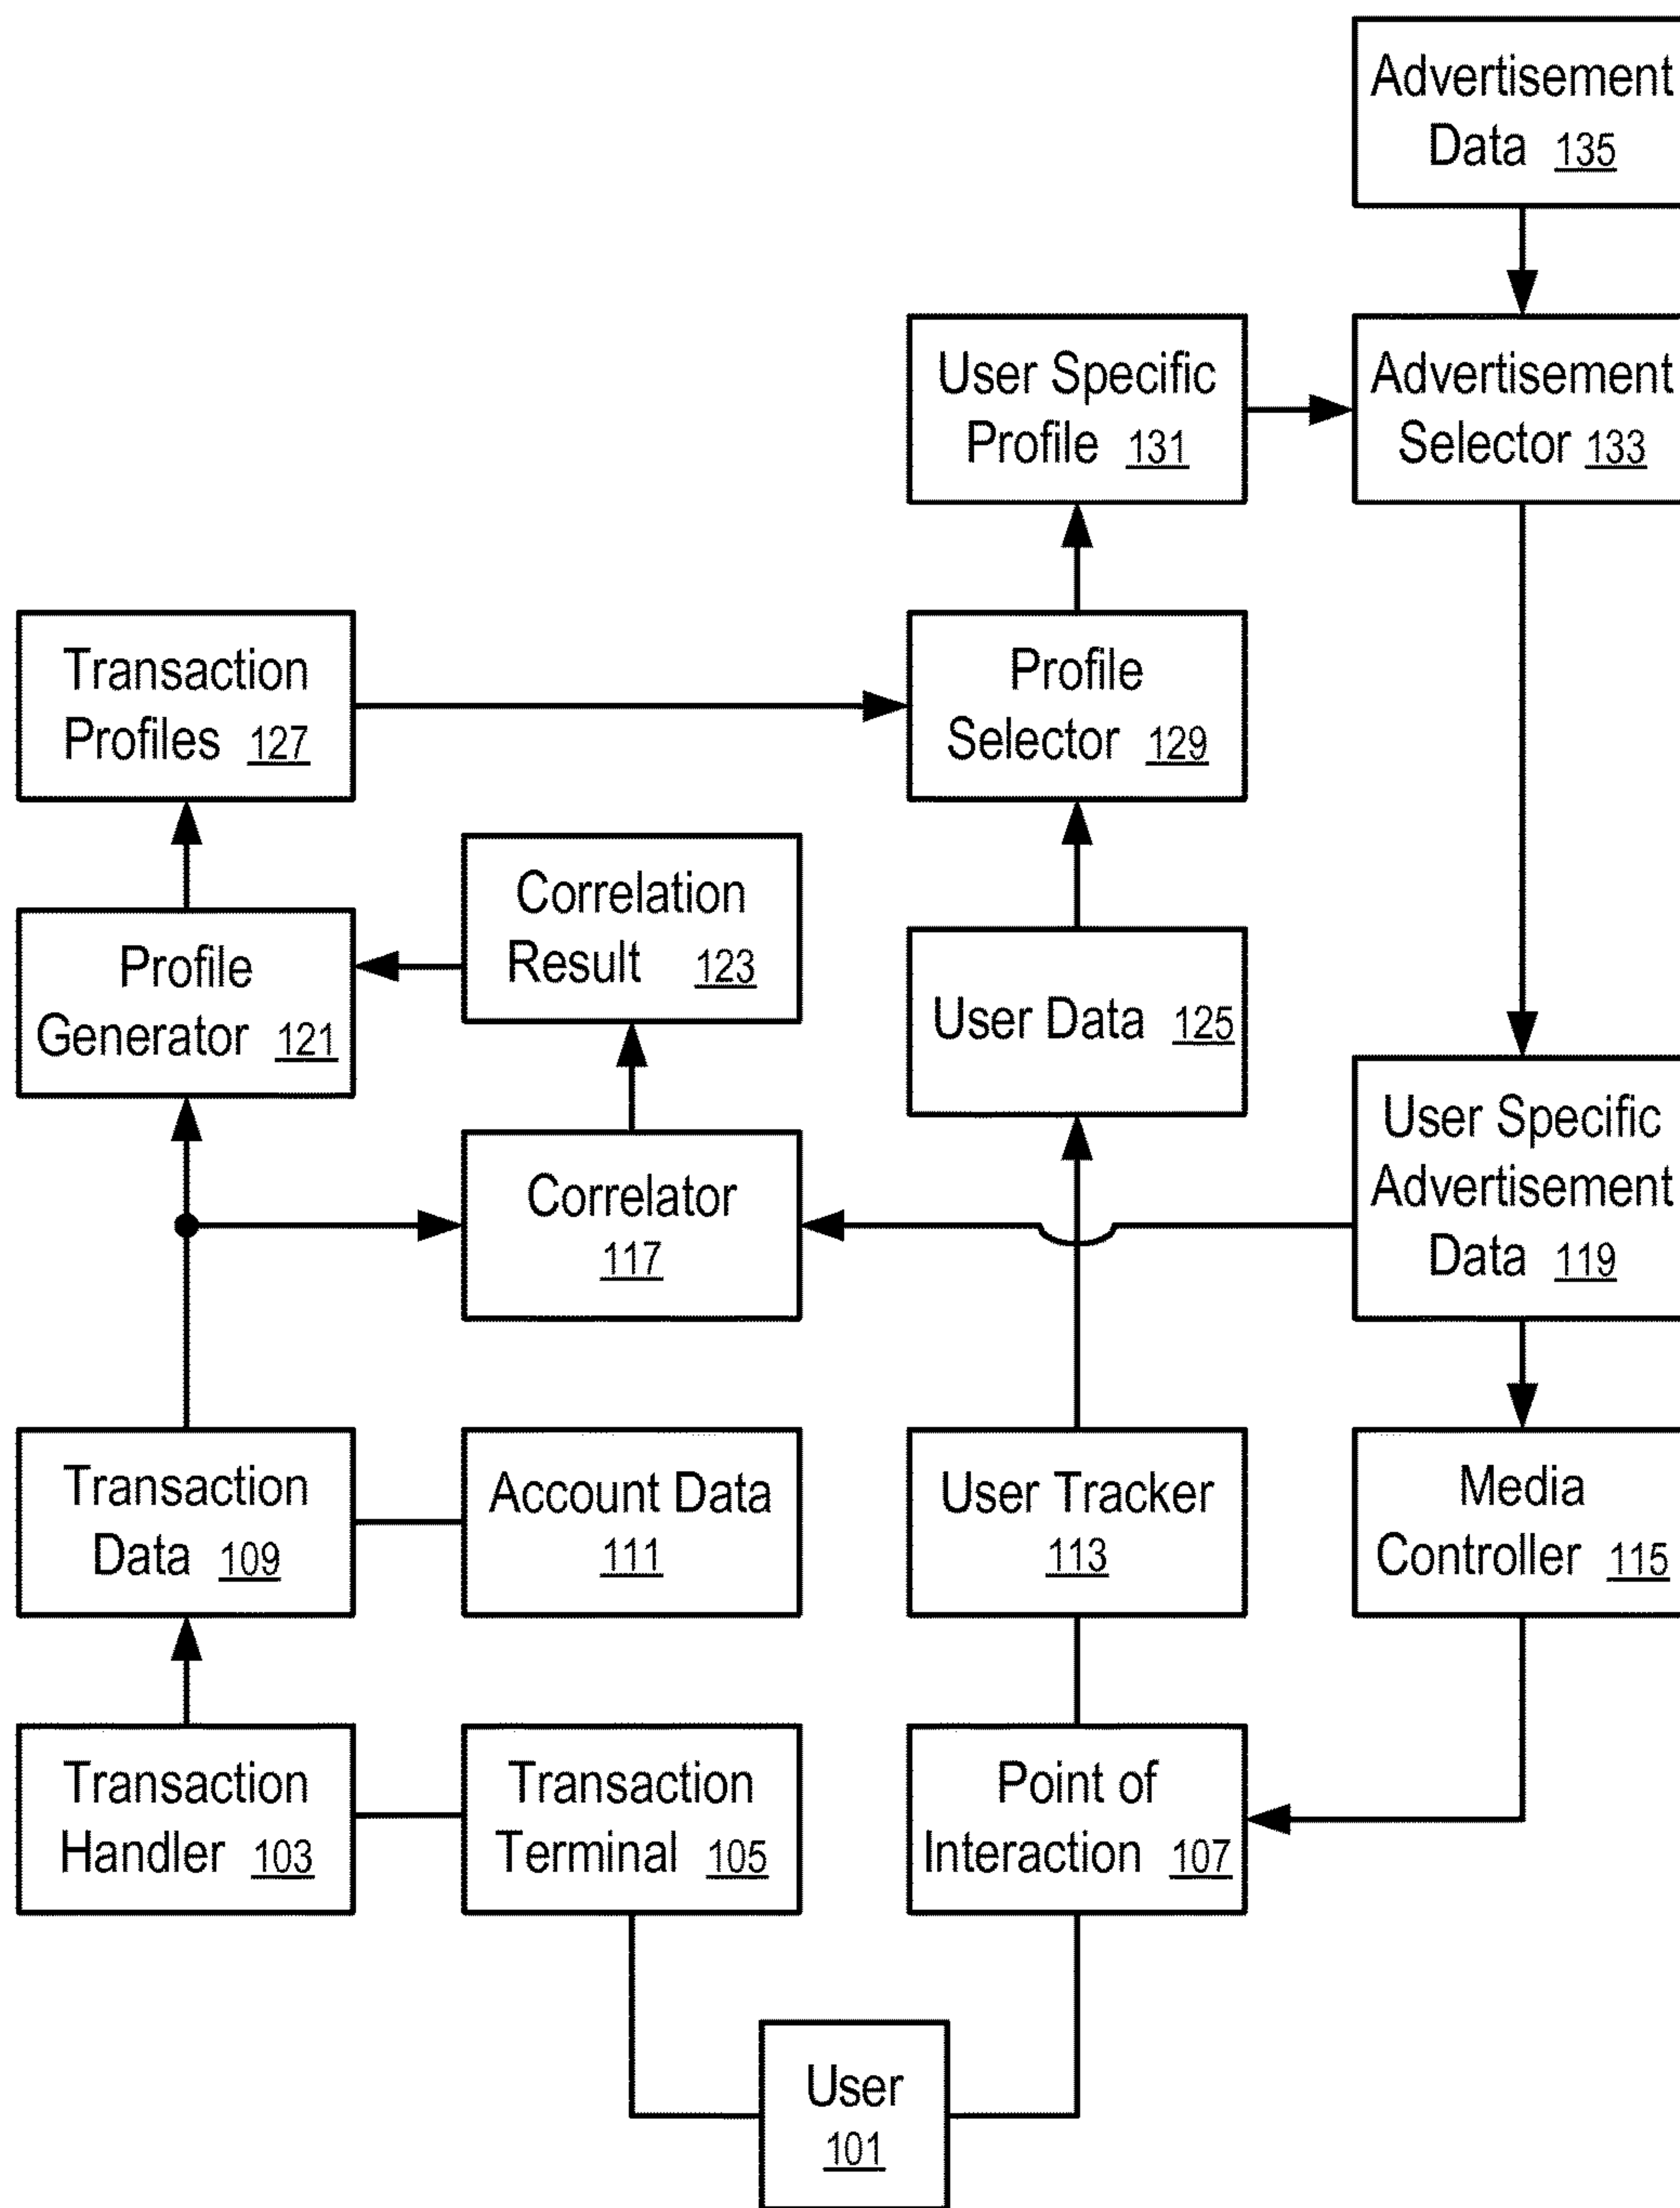 Advertisement
Data 135
User Specific
Profile 131
Advertisement
Selector 133
Transaction
Profiles 127
Profile
Selector 129
Correlation
Result 123
Profile
Generator 121
User Data 125
User Specific
Advertisement
Data 119
Correlator
117
Transaction
Data 109
Account Data
111
User Tracker
113
Media
Controller 115
Transaction
Handler 103
Transaction
Terminal 105
Point of
Interaction 107
User
101